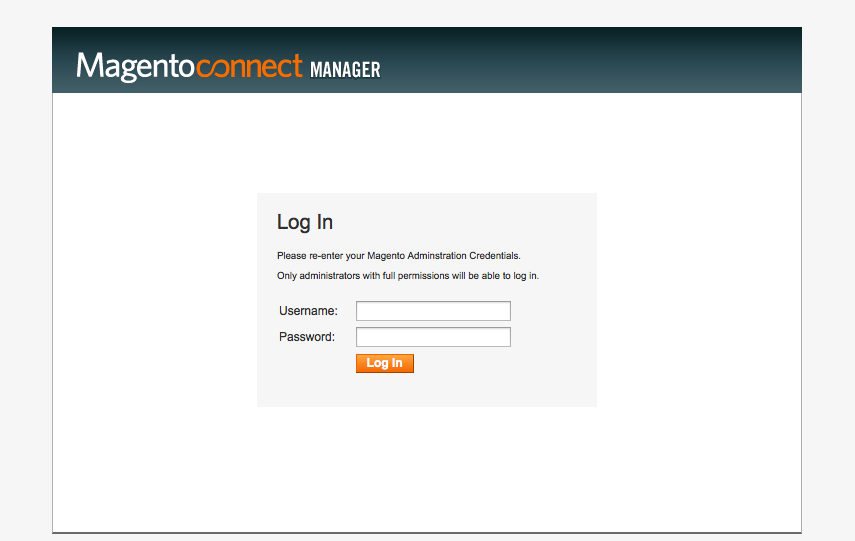 Magentoconnect MANAGER
Log In
Please re-enter your Magento Adminstration Credentials.
Only administrators with full permissions will be able to log in.
Username:
Password:
Log In